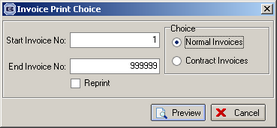 Invoice Print Choice
Start Invoice No: 1
End Invoice No: 999999
Reprint
Choice
Normal Invoices
Contract Invoices
Preview
Cancel